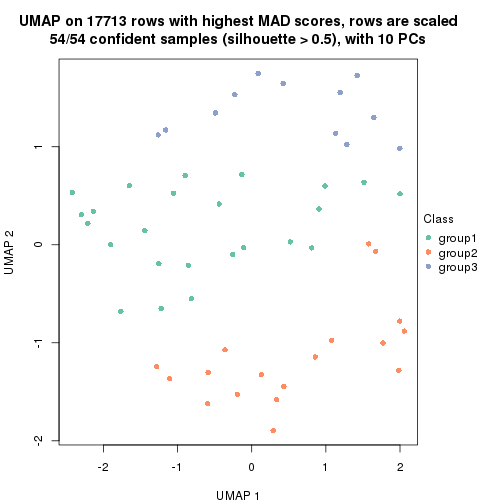 UMAP on 17713 rows with highest MAD scores, rows are scaled
54/54 confident samples (silhouette > 0.5), with 10 PCs
UMAP 2
1
0
-1
-2
-2
-1
0
1
2
UMAP 1
Class
group1
group2
group3